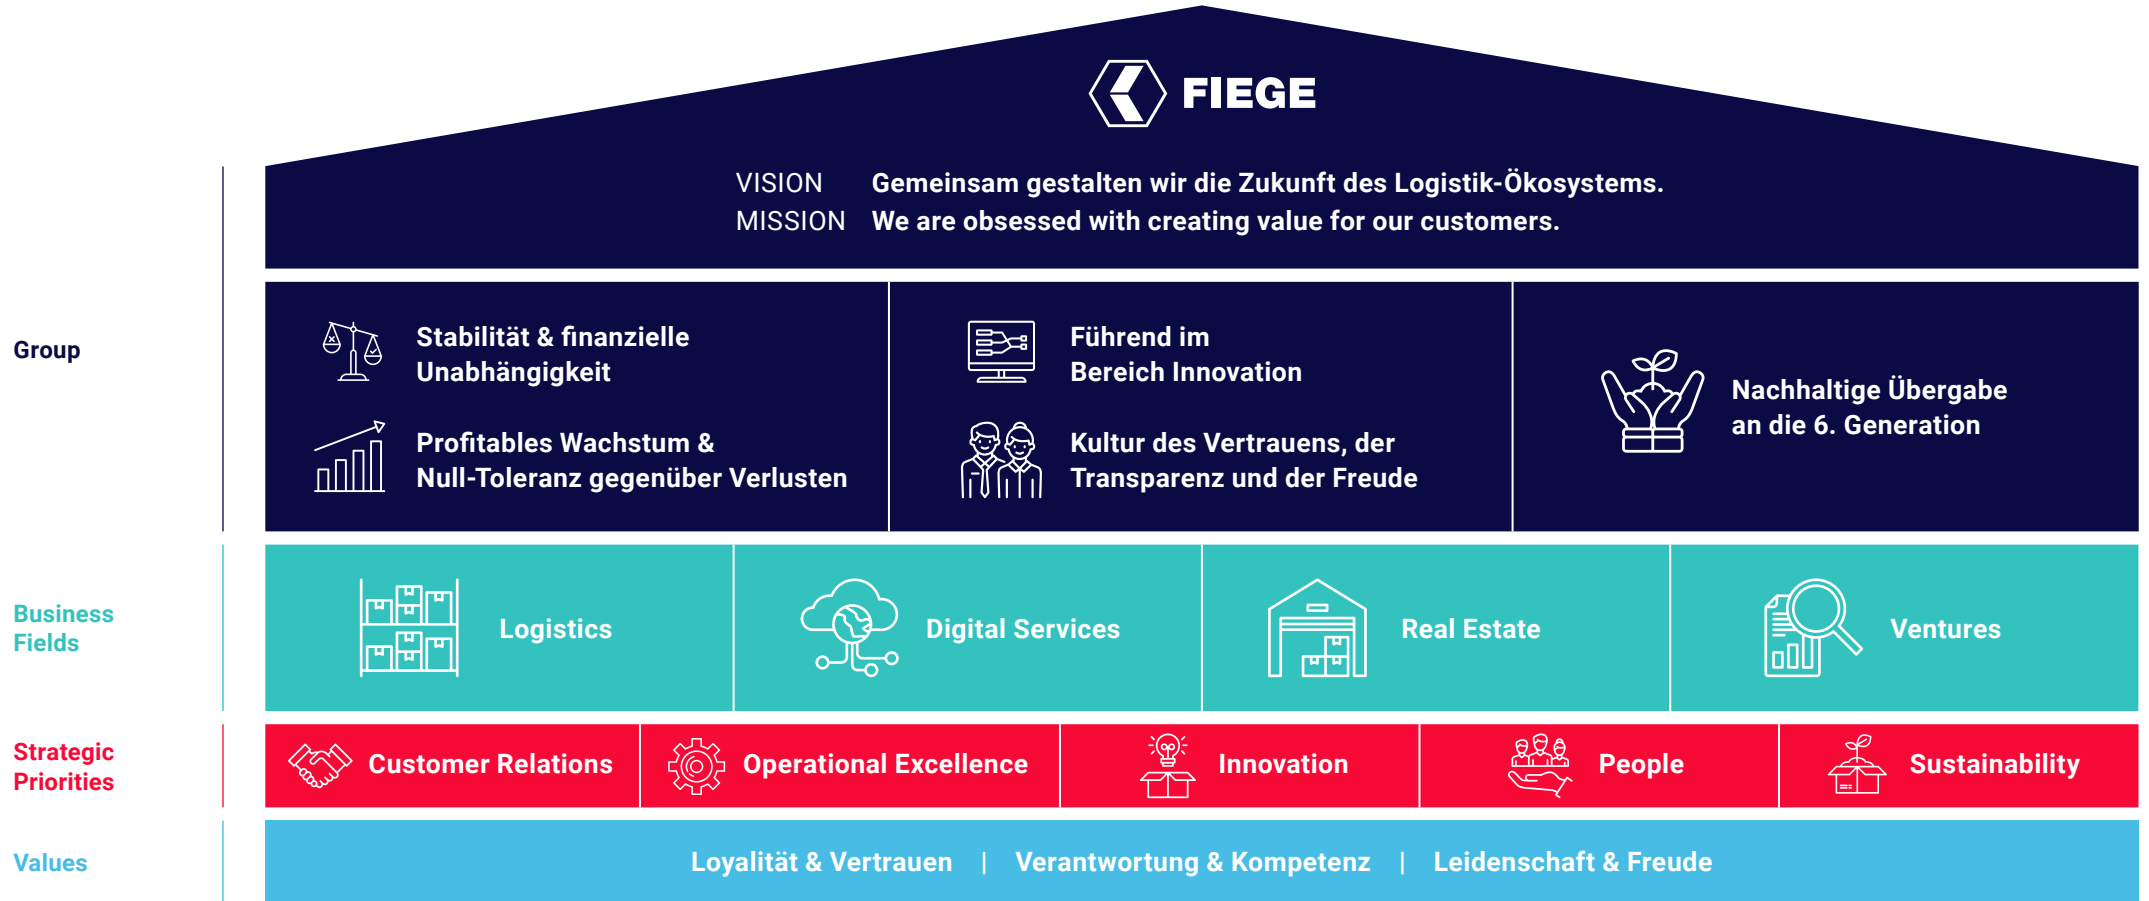 FIEGE
VISION Gemeinsam gestalten wir die Zukunft des Logistik-Ökosystems.
MISSION We are obsessed with creating value for our customers.
Group
Stabilität & finanzielle
Unabhängigkeit
Profitables Wachstum &
Null-Toleranz gegenüber Verlusten
Führend im
Bereich Innovation
Kultur des Vertrauens, der
Transparenz und der Freude
Nachhaltige Übergabe
an die 6. Generation
Business
Fields
Logistics
Digital Services
Real Estate
Ventures
Strategic
Priorities
Customer Relations
Operational Excellence
Innovation
People
Sustainability
Values
Loyalität & Vertrauen | Verantwortung & Kompetenz | Leidenschaft & Freude